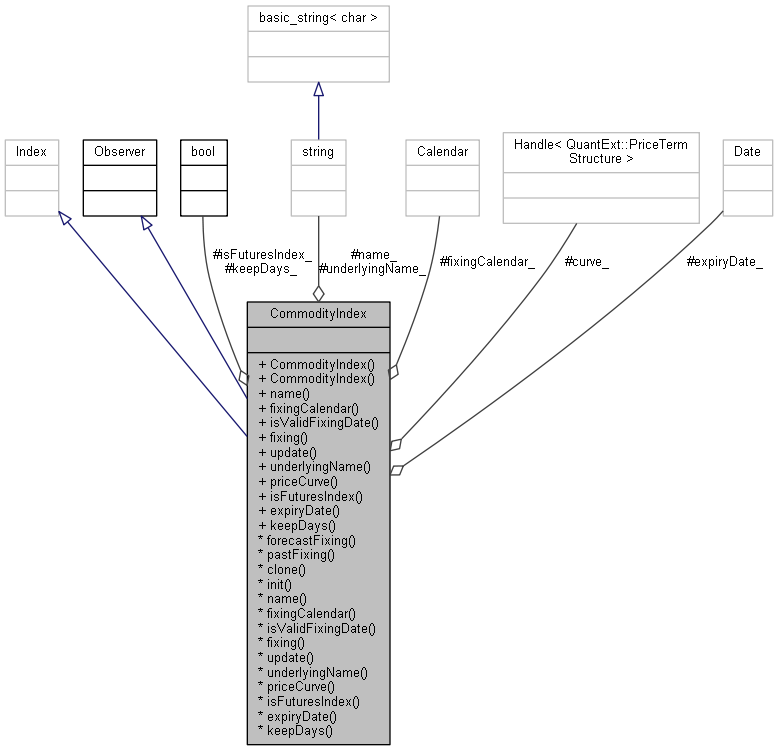 basic_string< char >
Index
Observer
bool
string
Calendar
Handle< QuantExt::PriceTerm
Structure >
Date
#isFuturesIndex_
#keepDays_
#name_
#underlyingName_
#fixingCalendar_
#curve_
#expiryDate_
CommodityIndex
+ CommodityIndex()
+ CommodityIndex()
+ name()
+ fixingCalendar()
+ isValidFixingDate()
+ fixing()
+ update()
+ underlyingName()
+ priceCurve()
+ isFuturesIndex()
+ expiryDate()
+ keepDays()
* forecastFixing()
* pastFixing()
* clone()
* init()
* name()
* fixingCalendar()
* isValidFixingDate()
* fixing()
* update()
* underlyingName()
* priceCurve()
* isFuturesIndex()
* expiryDate()
* keepDays()